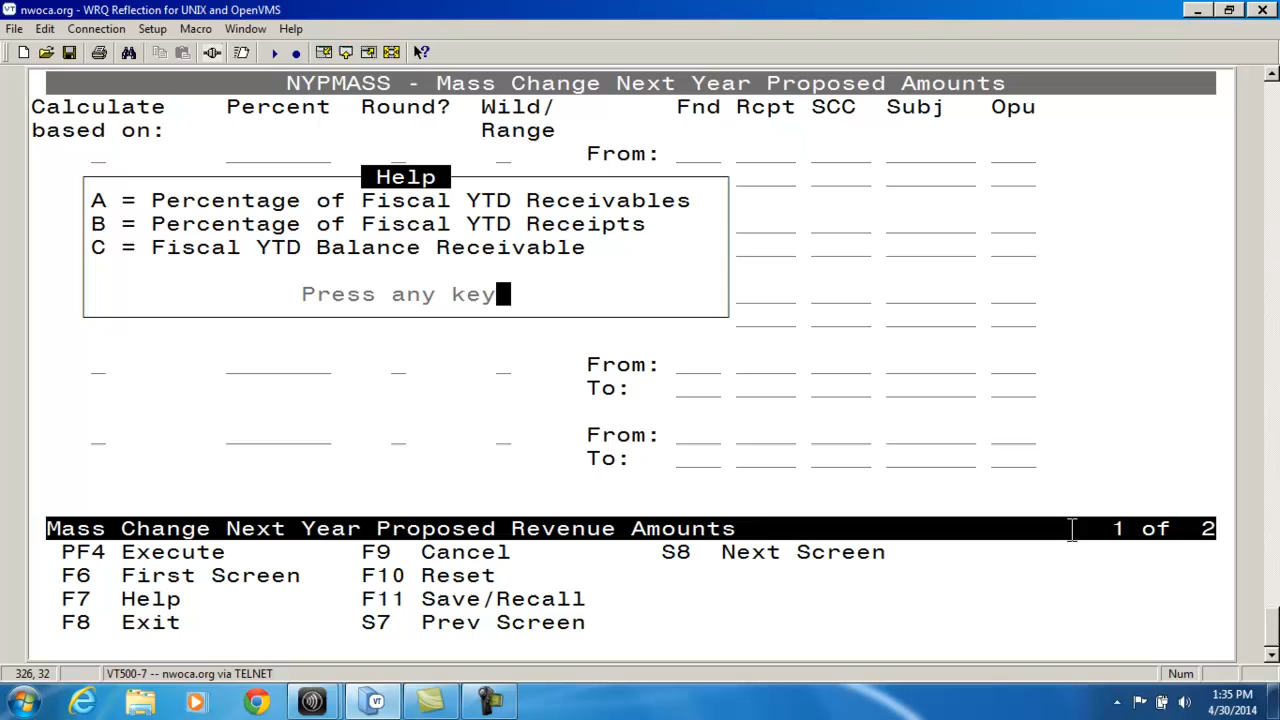 nwoca.org - WRQ Reflection for UNIX and OpenVMS
File Edit Connection Setup Macro Window Help
NYPMASS - Mass Change Next Year Proposed Amounts
Calculate Percent Round? Wild/ Fnd Rcpt SCC Subj Opu
based on: Range
From:
Help
A = Percentage of Fiscal YTD Receivables
B = Percentage of Fiscal YTD Receipts
C = Fiscal YTD Balance Receivable
Press any key
From:
To:
From:
To:
Mass Change Next Year Proposed Revenue Amounts 1 of 2
PF4 Execute F9 Cancel S8 Next Screen
F6 First Screen F10 Reset
F7 Help F11 Save/Recall
F8 Exit S7 Prev Screen
326, 32 VT500-7 -- nwoca.org via TELNET Num
1:35 PM
4/30/2014